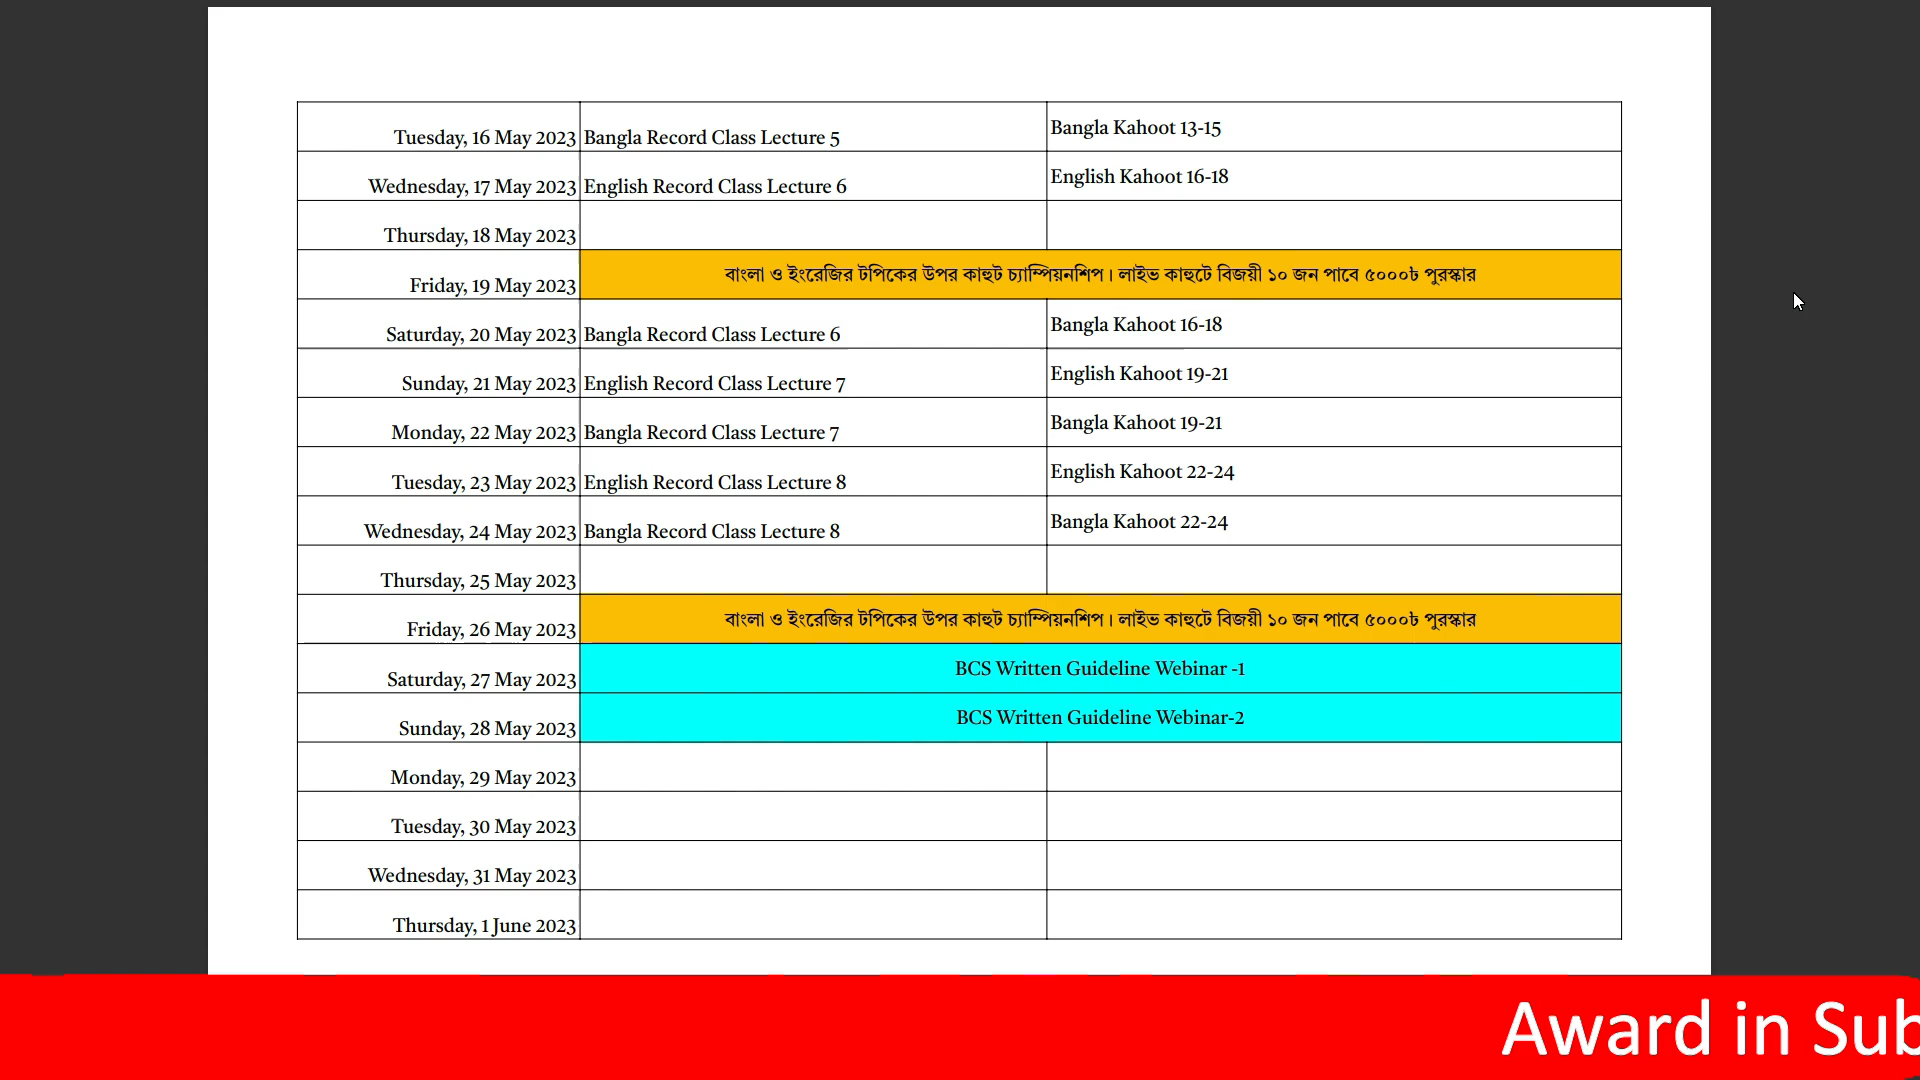 Tuesday, 16 May 2023 Bangla Record Class Lecture 5 Bangla Kahoot 13-15
Wednesday, 17 May 2023 English Record Class Lecture 6 English Kahoot 16-18
Thursday, 18 May 2023
Friday, 19 May 2023 বাংলা ও ইংরেজির টপিকের উপর কাহুট চ্যাম্পিয়নশিপ। লাইভ কাহুটে বিজয়ী ১০ জন পাবে ৫০০০৳ পুরস্কার
Saturday, 20 May 2023 Bangla Record Class Lecture 6 Bangla Kahoot 16-18
Sunday, 21 May 2023 English Record Class Lecture 7 English Kahoot 19-21
Monday, 22 May 2023 Bangla Record Class Lecture 7 Bangla Kahoot 19-21
Tuesday, 23 May 2023 English Record Class Lecture 8 English Kahoot 22-24
Wednesday, 24 May 2023 Bangla Record Class Lecture 8 Bangla Kahoot 22-24
Thursday, 25 May 2023
Friday, 26 May 2023 বাংলা ও ইংরেজির টপিকের উপর কাহুট চ্যাম্পিয়নশিপ। লাইভ কাহুটে বিজয়ী ১০ জন পাবে ৫০০০৳ পুরস্কার
Saturday, 27 May 2023 BCS Written Guideline Webinar -1
Sunday, 28 May 2023 BCS Written Guideline Webinar-2
Monday, 29 May 2023
Tuesday, 30 May 2023
Wednesday, 31 May 2023
Thursday, 1 June 2023
Award in Sub